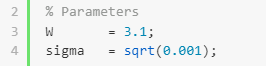 2 % Parameters
3 W = 3.1;
4 sigma = sqrt(0.001);